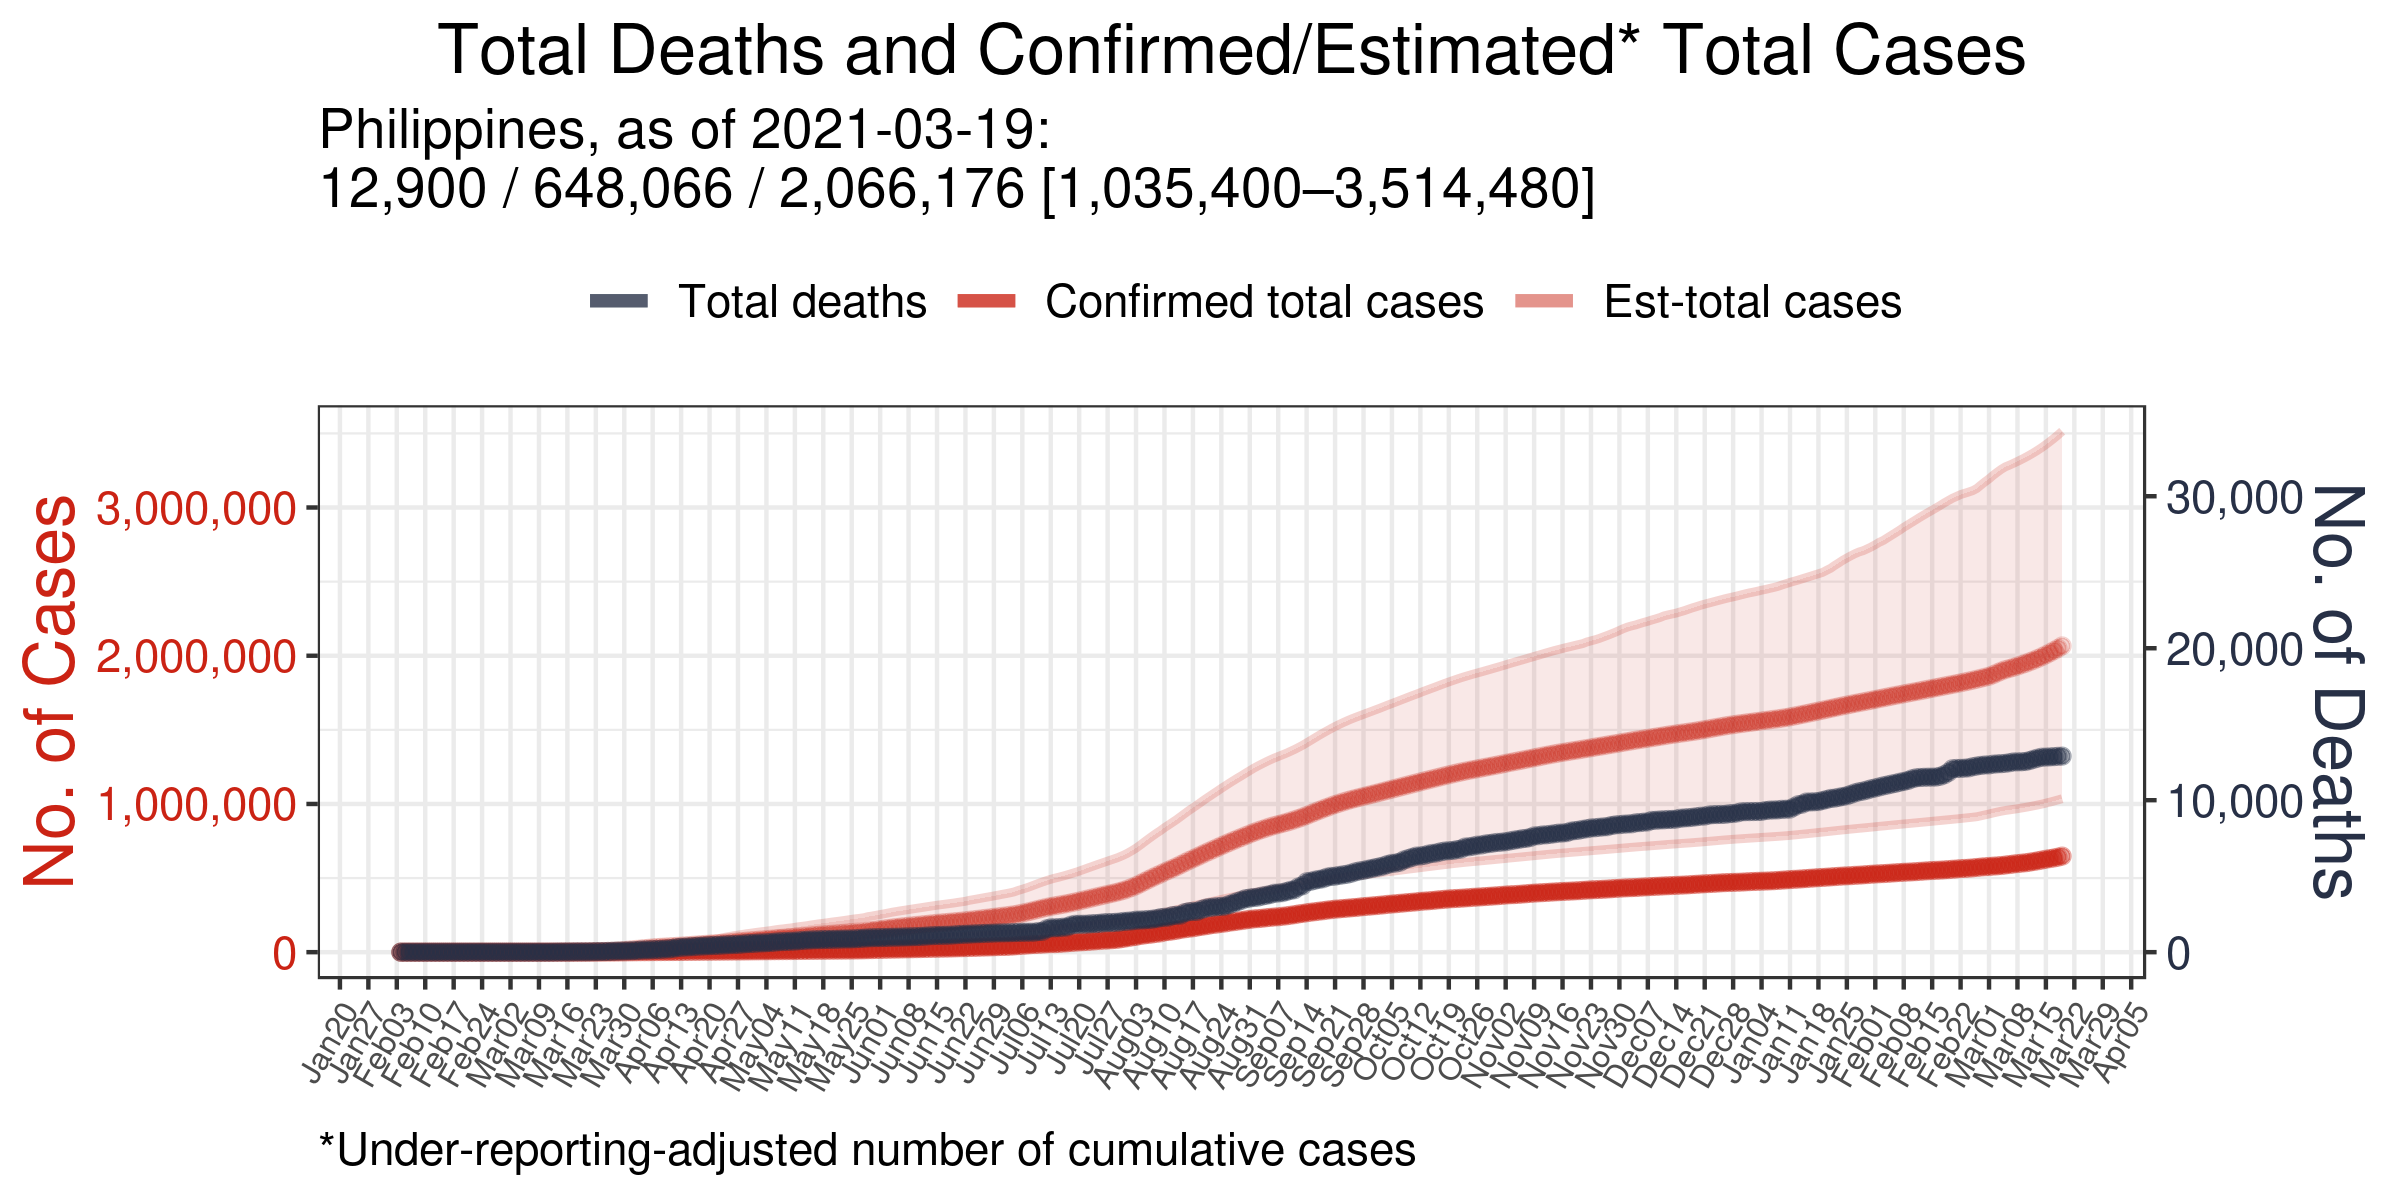 Total Deaths and Confirmed/Estimated* Total Cases
Philippines, as of 2021-03-19:
12,900 / 648,066 / 2,066,176 [1,035,400–3,514,480]
Total deaths
Confirmed total cases
Est-total cases
No. of Cases
3,000,000
2,000,000
1,000,000
0
30,000
20,000
10,000
0
No. of Deaths
Jan20
Jan27
Feb03
Feb10
Feb17
Feb24
Mar02
Mar09
Mar16
Mar23
Mar30
Apr06
Apr13
Apr20
Apr27
May04
May11
May18
May25
Jun01
Jun08
Jun15
Jun22
Jun29
Jul06
Jul13
Jul20
Jul27
Aug03
Aug10
Aug17
Aug24
Aug31
Sep07
Sep14
Sep21
Sep28
Oct05
Oct12
Oct19
Oct26
Nov02
Nov09
Nov16
Nov23
Nov30
Dec07
Dec14
Dec21
Dec28
Jan04
Jan11
Jan18
Jan25
Feb01
Feb08
Feb15
Feb22
Mar01
Mar08
Mar15
Mar22
Mar29
Apr05
*Under-reporting-adjusted number of cumulative cases